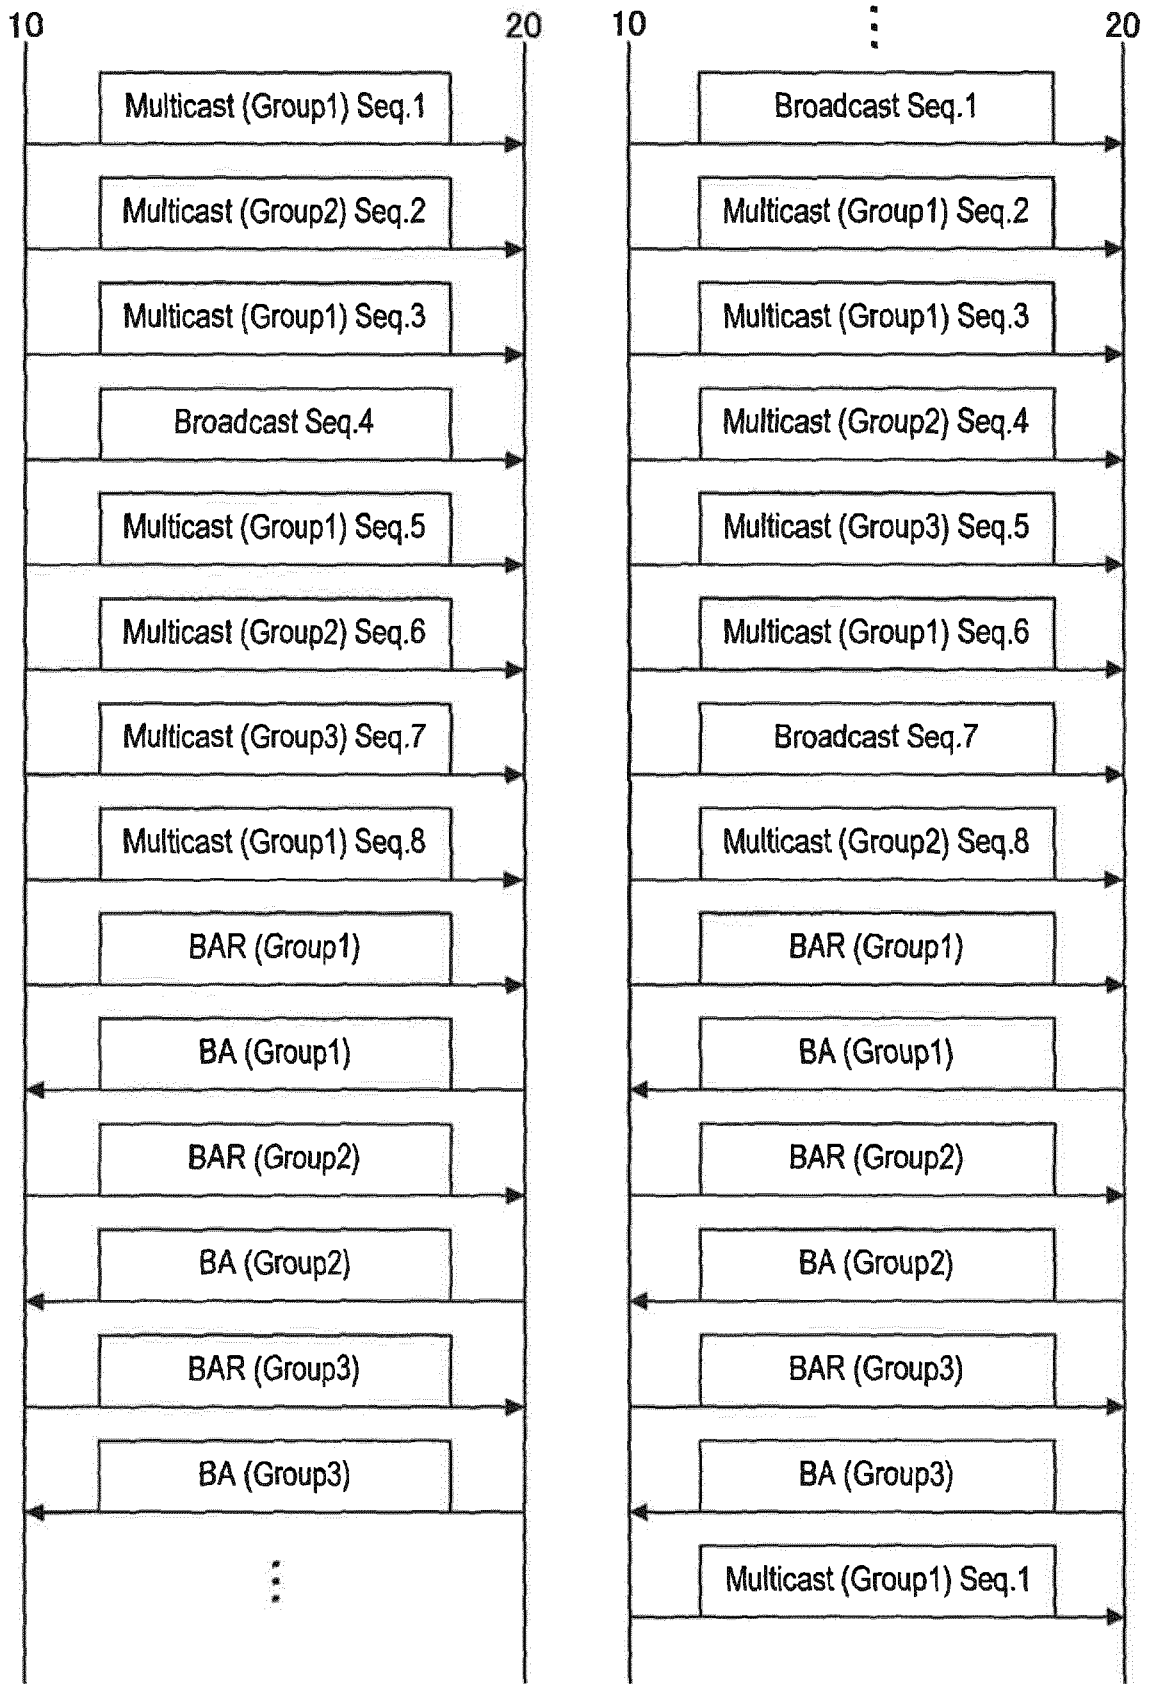 10 20
Multicast (Group1) Seq.1
Multicast (Group2) Seq.2
Multicast (Group1) Seq.3
Broadcast Seq.4
Multicast (Group1) Seq.5
Multicast (Group2) Seq.6
Multicast (Group3) Seq.7
Multicast (Group1) Seq.8
BAR (Group1)
BA (Group1)
BAR (Group2)
BA (Group2)
BAR (Group3)
BA (Group3)
10 20
Broadcast Seq.1
Multicast (Group1) Seq.2
Multicast (Group1) Seq.3
Multicast (Group2) Seq.4
Multicast (Group3) Seq.5
Multicast (Group1) Seq.6
Broadcast Seq.7
Multicast (Group2) Seq.8
BAR (Group1)
BA (Group1)
BAR (Group2)
BA (Group2)
BAR (Group3)
BA (Group3)
Multicast (Group1) Seq.1